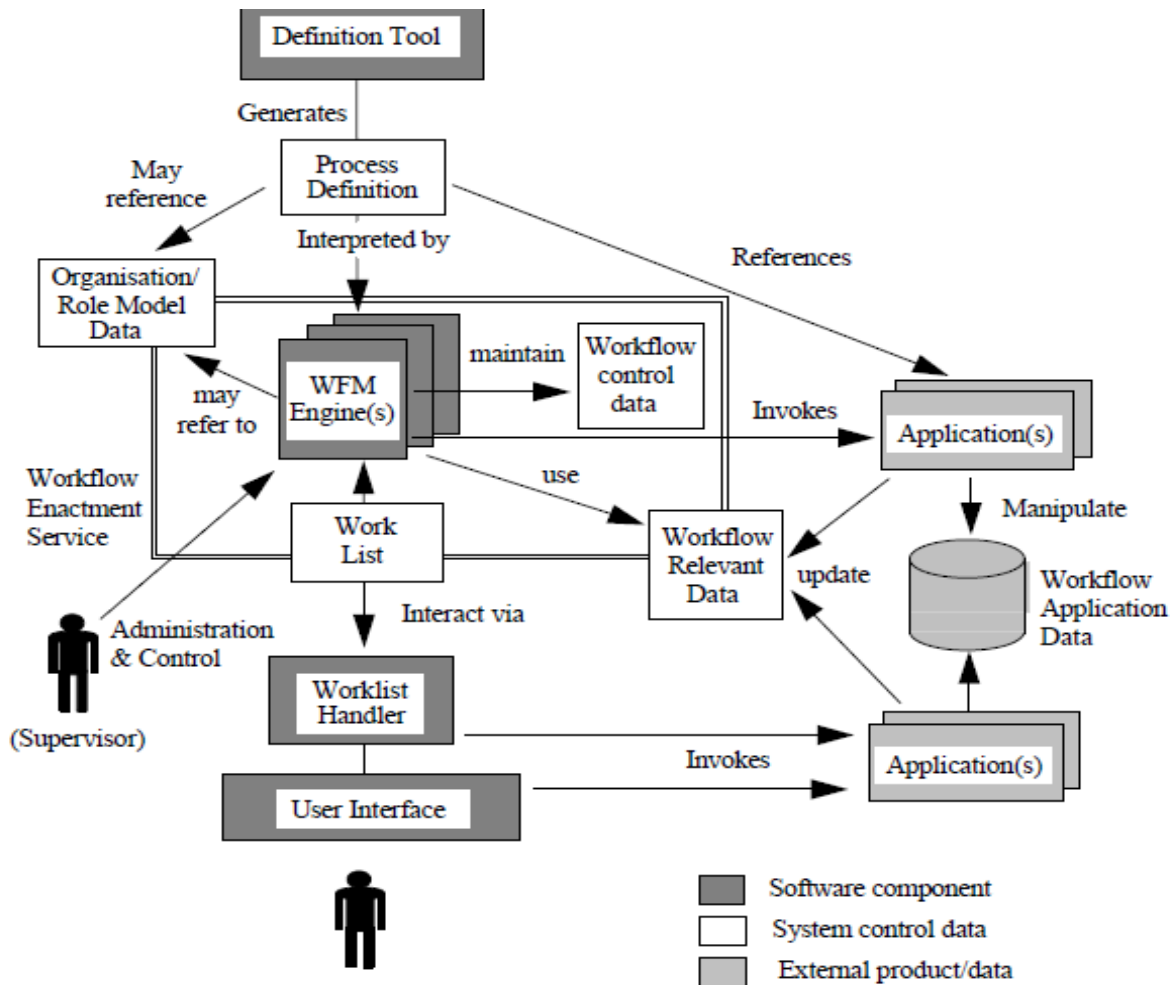 Definition Tool
Generates
Process
Definition
May
reference
Interpreted by
References
Organisation/
Role Model
Data
WFM
Engine(s)
maintain
Workflow
control
data
may
refer to
Invokes
Application(s)
Workflow
Enactment
Service
use
Work
List
Workflow
Relevant
Data
Manipulate
update
Workflow
Application
Data
Interact via
Administration
& Control
(Supervisor)
Worklist
Handler
Invokes
Application(s)
User Interface
Software component
System control data
External product/data